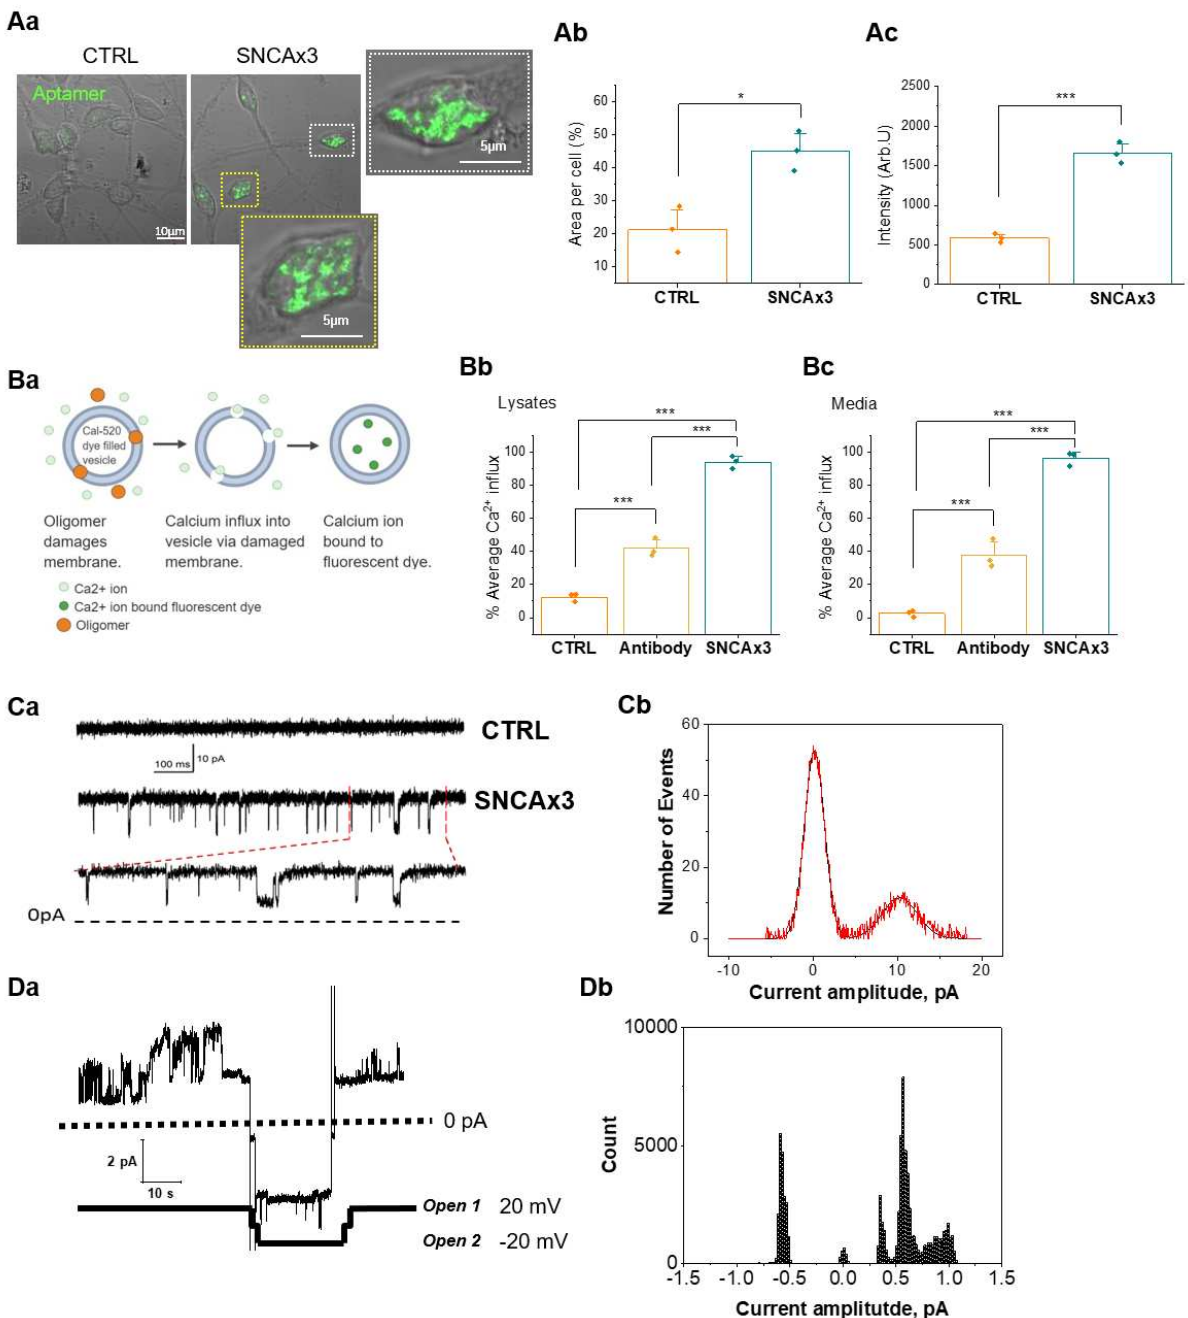 Aa
CTRL
SNCAx3
Aptamer
10µm
5µm
5µm
Ab
Area per cell (%)
60
50
40
30
20
10
*
CTRL
SNCAx3
Ac
Intensity (Arb.U)
2500
2000
1500
1000
500
0
***
CTRL
SNCAx3
Ba
Cal-520
dye filled
vesicle
Oligomer
damages
membrane.
Calcium influx into
vesicle via damaged
membrane.
Calcium ion
bound to
fluorescent dye.
Ca2+ ion
Ca2+ ion bound fluorescent dye
Oligomer
Bb
Lysates
% Average Ca²⁺ influx
100
80
60
40
20
0
***
***
***
CTRL
Antibody
SNCAx3
Bc
Media
% Average Ca²⁺ influx
100
80
60
40
20
0
***
***
***
CTRL
Antibody
SNCAx3
Ca
CTRL
100 ms
10 pA
SNCAx3
0pA
Cb
Number of Events
60
40
20
0
-10
0
10
20
Current amplitude, pA
Da
0 pA
2 pA
10 s
Open 1 20 mV
Open 2 -20 mV
Db
Count
10000
5000
0
-1.5
-1.0
-0.5
0.0
0.5
1.0
1.5
Current amplitutde, pA